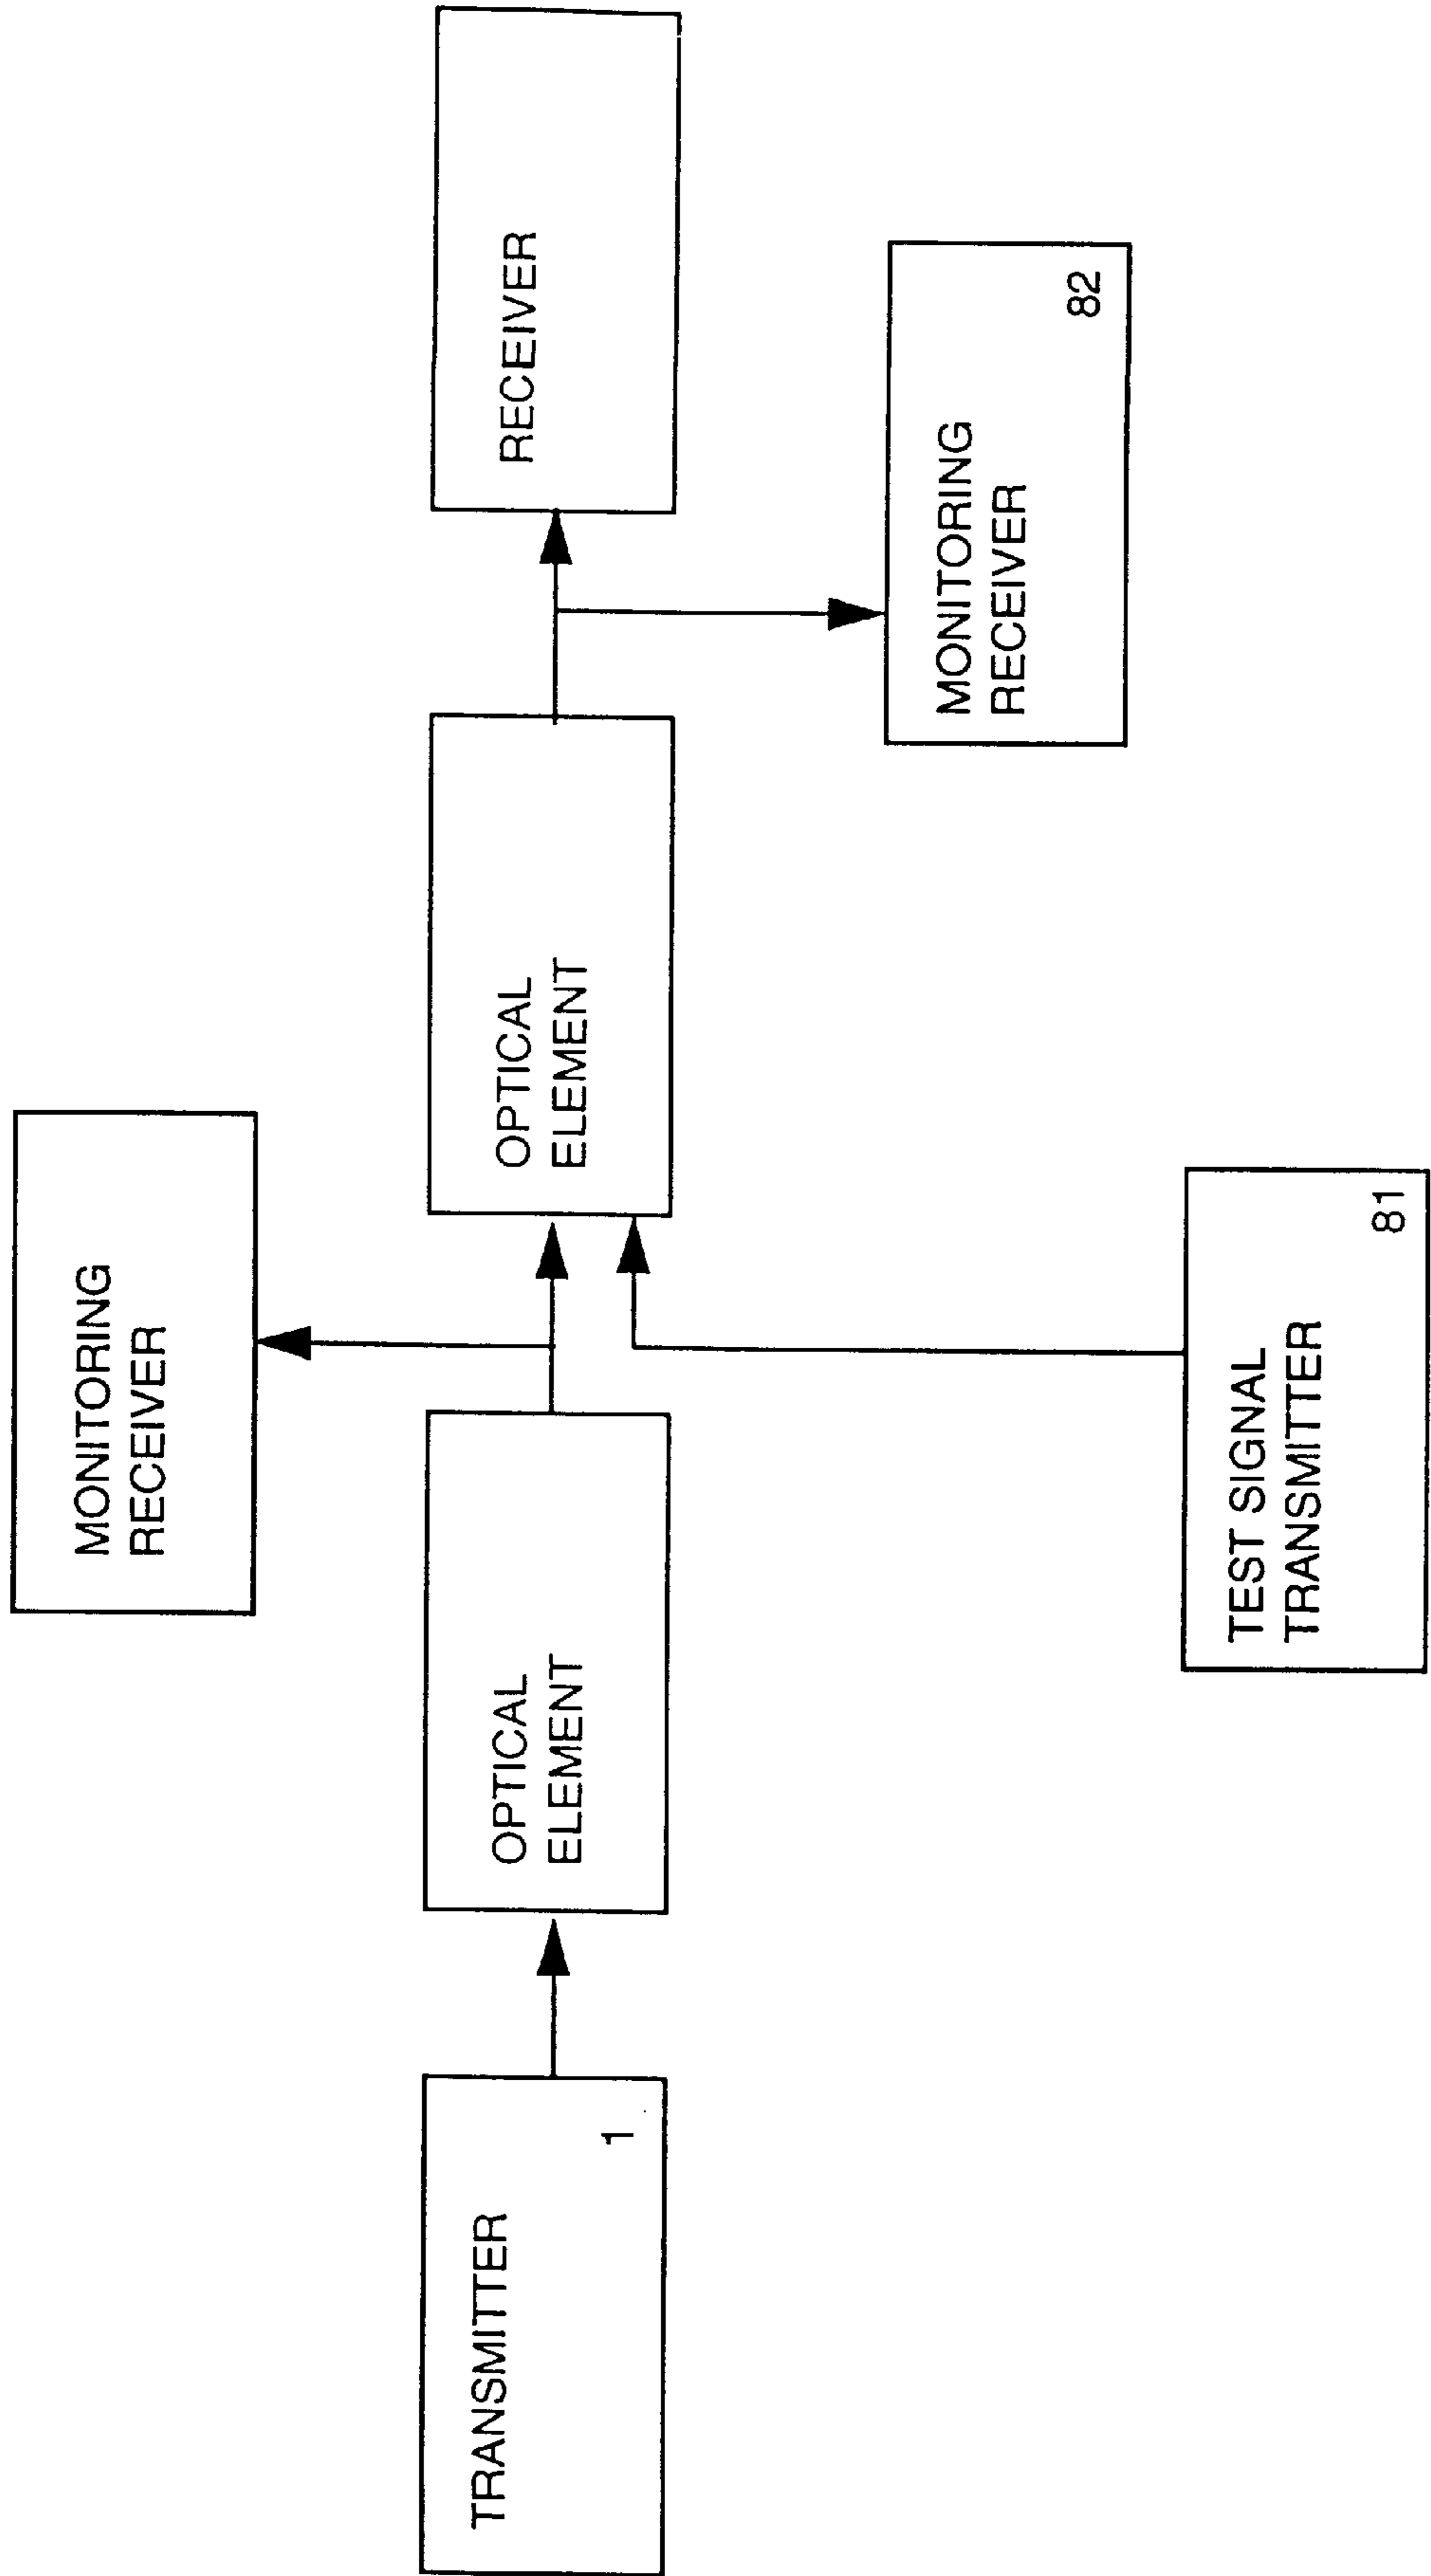 MONITORING
RECEIVER
TRANSMITTER
1
OPTICAL
ELEMENT
OPTICAL
ELEMENT
RECEIVER
MONITORING
RECEIVER
82
TEST SIGNAL
TRANSMITTER
81